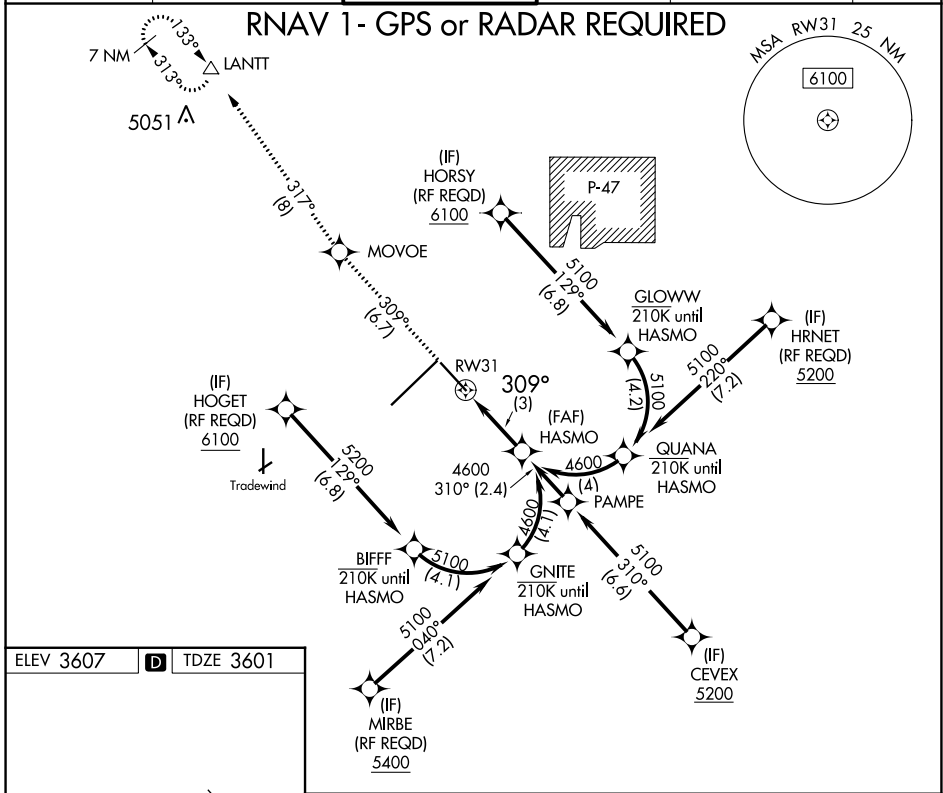 RNAV 1- GPS or RADAR REQUIRED
MSA RW31 25 NM
6100
7 NM
133°
313°
LANTT
5051
317°
(8)
MOVOE
309°
(6.7)
(IF)
HORSY
(RF REQD)
6100
P-47
5100
129°
(6.8)
GLOWW
210K until
HASMO
5100
(4.2)
(IF)
HRNET
(RF REQD)
5200
5100
220°
(7.2)
RW31
309°
(3)
(FAF)
HASMO
(IF)
HOGET
(RF REQD)
6100
Tradewind
5200
129°
(6.8)
4600
310° (2.4)
4600
(4)
QUANA
210K until
HASMO
PAMPE
4600
(4.1)
BIFFF
210K until
HASMO
5100
(4.1)
GNITE
210K until
HASMO
5100
310°
(6.6)
5100
040°
(7.2)
(IF)
CEVEX
5200
(IF)
MIRBE
(RF REQD)
5400
ELEV 3607 D TDZE 3601